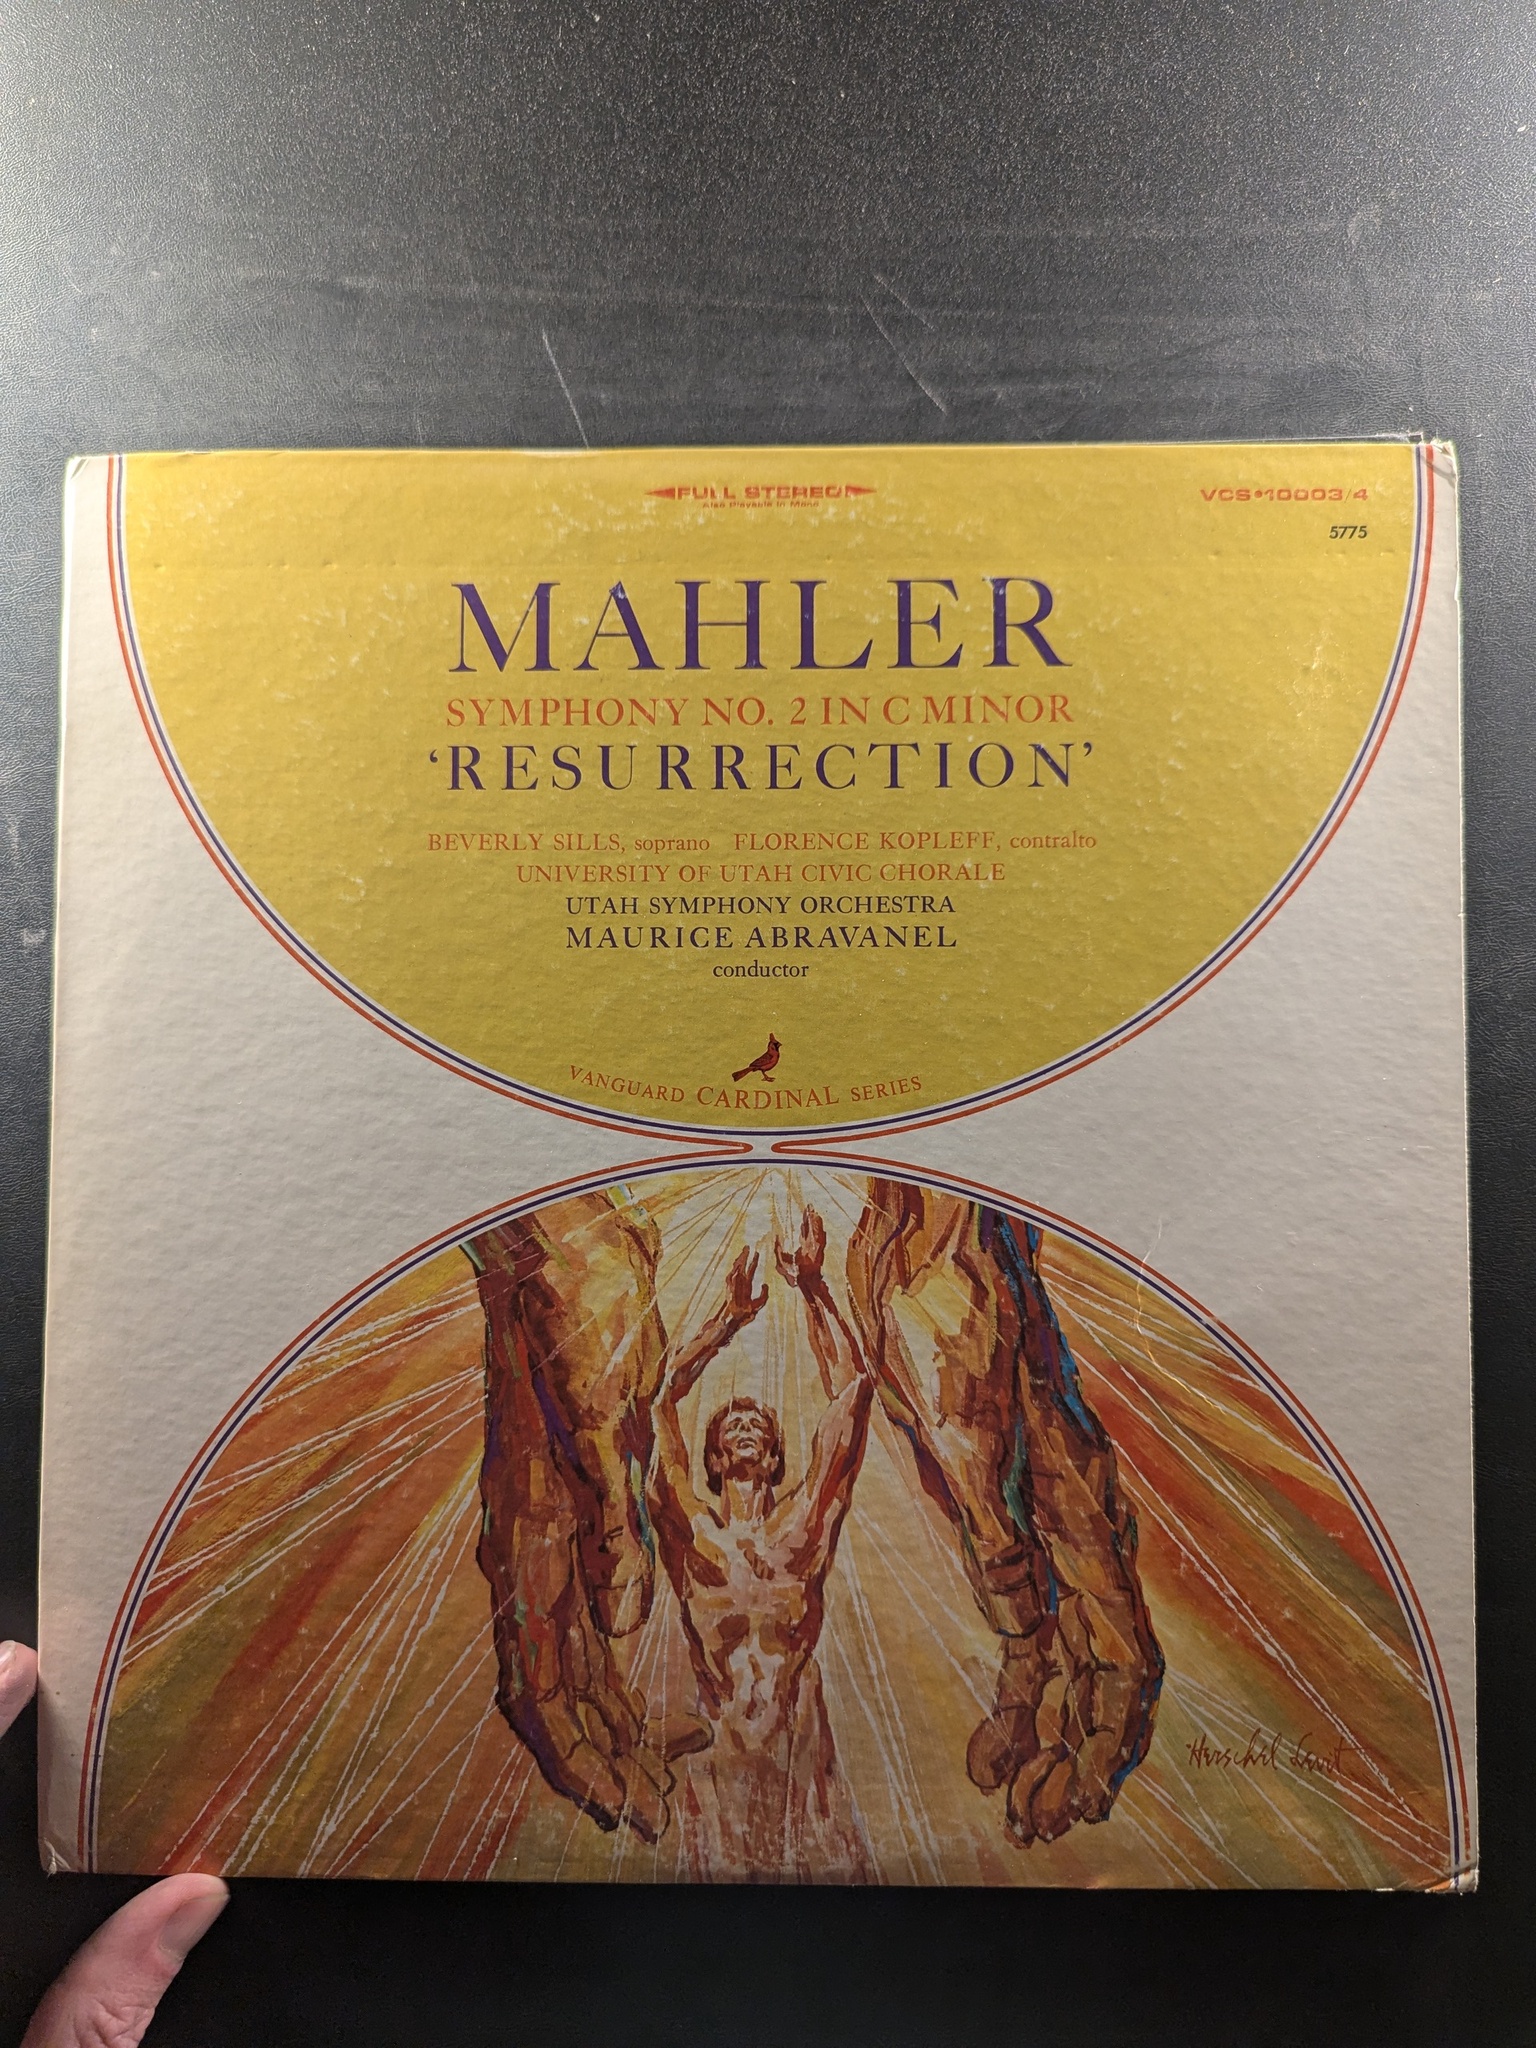 FULL STEREO
Also Playable in Mono
VCS•10003/4
5775
MAHLER
SYMPHONY NO. 2 IN C MINOR
‘RESURRECTION’
BEVERLY SILLS, soprano FLORENCE KOPLEFF, contralto
UNIVERSITY OF UTAH CIVIC CHORALE
UTAH SYMPHONY ORCHESTRA
MAURICE ABRAVANEL
conductor
VANGUARD CARDINAL SERIES
Herschel Levit